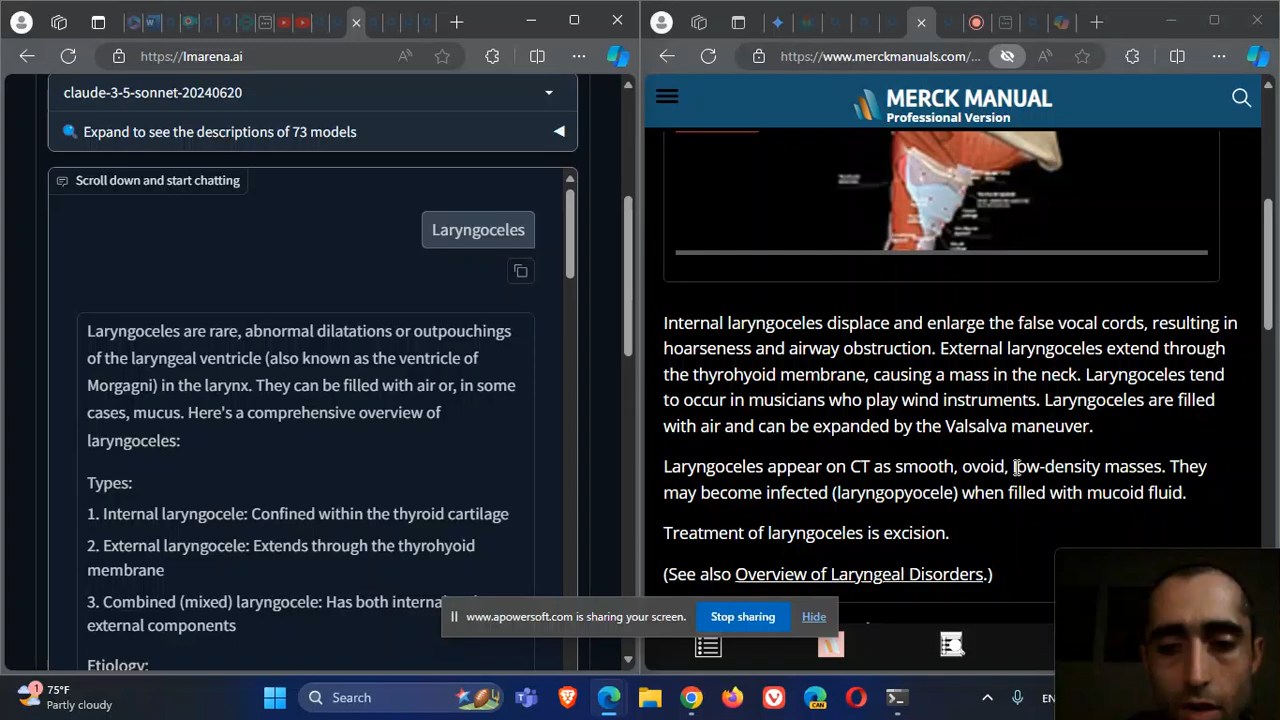 https://lmarena.ai
https://www.merckmanuals.com/...
claude-3-5-sonnet-20240620
Expand to see the descriptions of 73 models
Scroll down and start chatting
Laryngoceles
Laryngoceles are rare, abnormal dilatations or outpouchings
of the laryngeal ventricle (also known as the ventricle of
Morgagni) in the larynx. They can be filled with air or, in some
cases, mucus. Here's a comprehensive overview of
laryngoceles:
Types:
1. Internal laryngocele: Confined within the thyroid cartilage
2. External laryngocele: Extends through the thyrohyoid
membrane
3. Combined (mixed) laryngocele: Has both internal
external components
Etiology:
MERCK MANUAL
Professional Version
Internal laryngoceles displace and enlarge the false vocal cords, resulting in
hoarseness and airway obstruction. External laryngoceles extend through
the thyrohyoid membrane, causing a mass in the neck. Laryngoceles tend
to occur in musicians who play wind instruments. Laryngoceles are filled
with air and can be expanded by the Valsalva maneuver.
Laryngoceles appear on CT as smooth, ovoid, low-density masses. They
may become infected (laryngopyocele) when filled with mucoid fluid.
Treatment of laryngoceles is excision.
(See also Overview of Laryngeal Disorders.)
www.apowersoft.com is sharing your screen.
Stop sharing
Hide
1
75°F
Partly cloudy
Search
CAN
EN